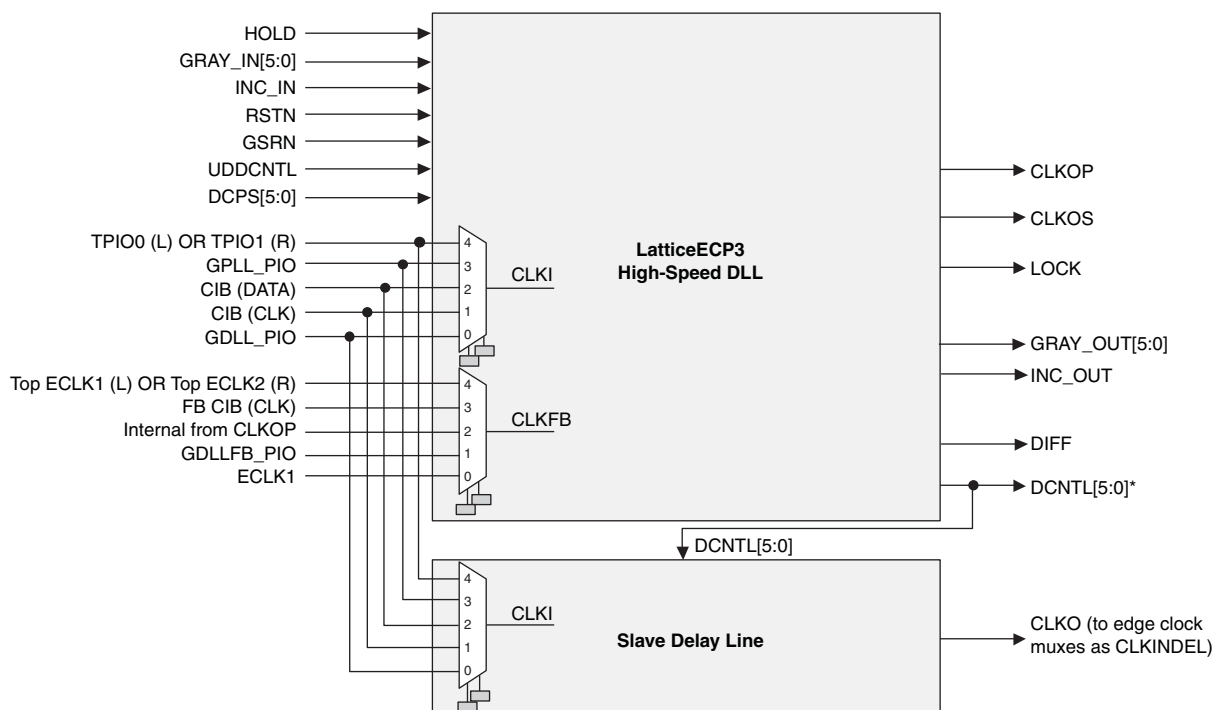 HOLD
GRAY_IN[5:0]
INC_IN
RSTN
GSRN
UDDCNTL
DCPS[5:0]
TPIO0 (L) OR TPIO1 (R)
GPLL_PIO
CIB (DATA)
CIB (CLK)
GDLL_PIO
4
3
2
1
0
CLKI
Top ECLK1 (L) OR Top ECLK2 (R)
FB CIB (CLK)
Internal from CLKOP
GDLLFB_PIO
ECLK1
4
3
2
1
0
CLKFB
LatticeECP3
High-Speed DLL
CLKOP
CLKOS
LOCK
GRAY_OUT[5:0]
INC_OUT
DIFF
DCNTL[5:0]*
DCNTL[5:0]
4
3
2
1
0
CLKI
Slave Delay Line
CLKO (to edge clock
muxes as CLKINDEL)